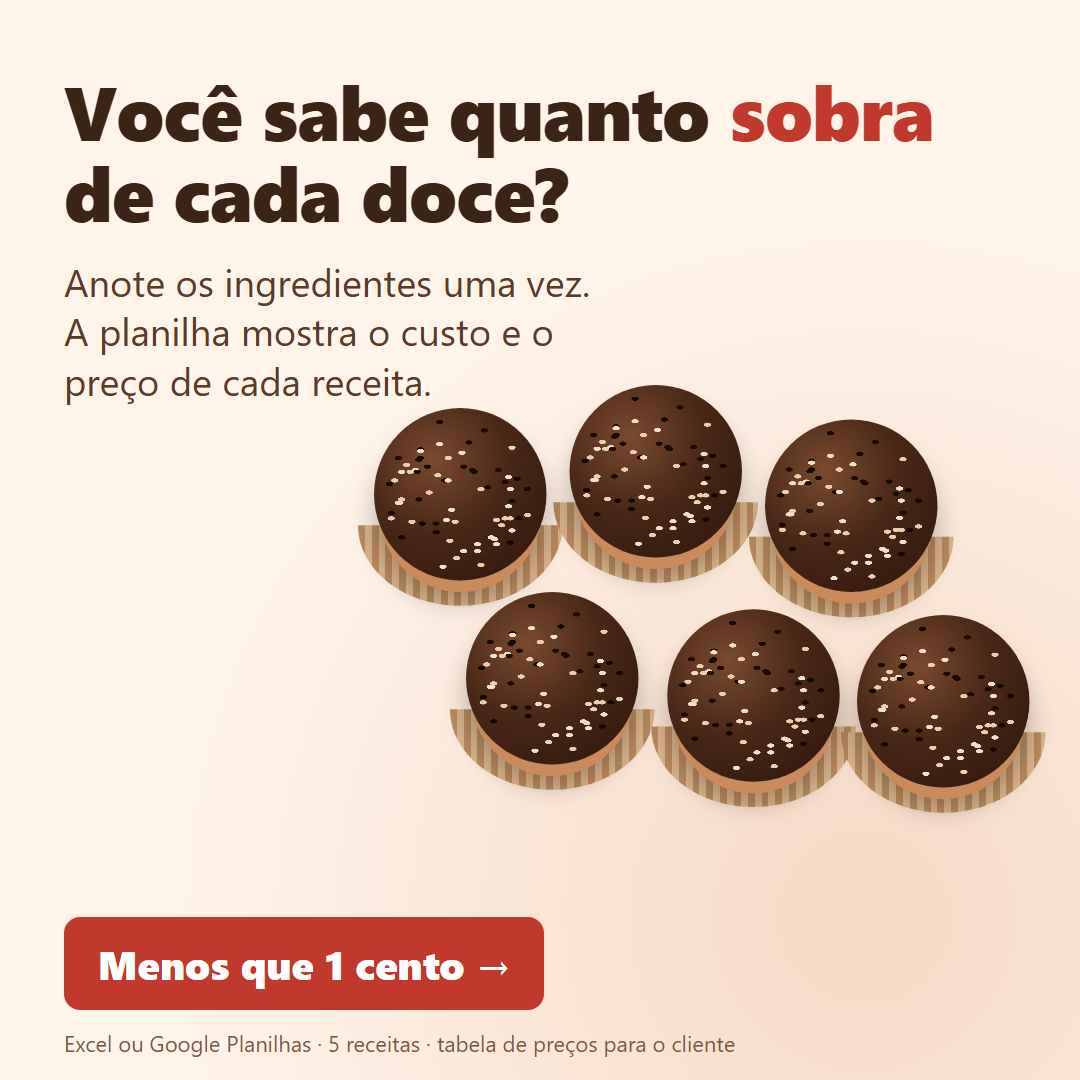 Você sabe quanto sobra
de cada doce?
Anote os ingredientes uma vez.
A planilha mostra o custo e o
preço de cada receita.
Menos que 1 cento →
Excel ou Google Planilhas · 5 receitas · tabela de preços para o cliente